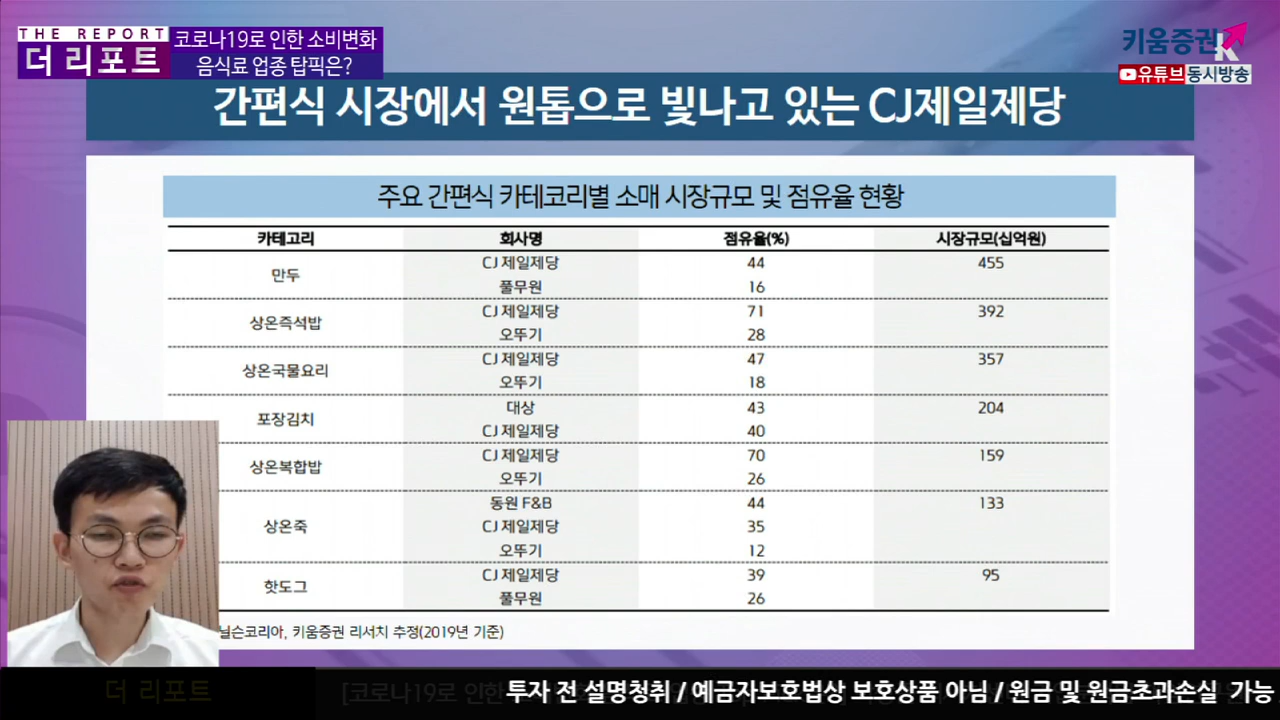 THE REPORT
더 리포트
코로나19로 인한 소비변화
음식료 업종 탑픽은?
키움증권
유튜브 동시방송
간편식 시장에서 원톱으로 빛나고 있는 CJ제일제당
주요 간편식 카테코리별 소매 시장규모 및 점유율 현황
카테고리 회사명 점유율(%) 시장규모(십억원)
만두 CJ 제일제당 44 455
풀무원 16
상온즉석밥 CJ 제일제당 71 392
오뚜기 28
상온국물요리 CJ 제일제당 47 357
오뚜기 18
포장김치 대상 43 204
CJ 제일제당 40
상온복합밥 CJ 제일제당 70 159
오뚜기 26
상온죽 동원 F&B 44 133
CJ 제일제당 35
오뚜기 12
핫도그 CJ 제일제당 39 95
풀무원 26
닐슨코리아, 키움증권 리서치 추정(2019년 기준)
더 리포트
[코로나19로 인한
투자 전 설명청취 / 예금자보호법상 보호상품 아님 / 원금 및 원금초과손실 가능